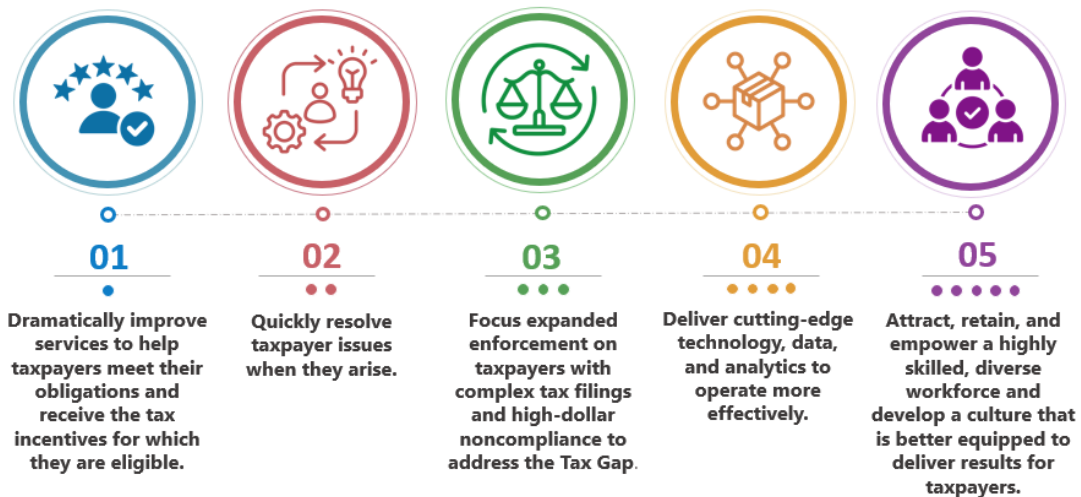 01
Dramatically improve
services to help
taxpayers meet their
obligations and
receive the tax
incentives for which
they are eligible.
02
Quickly resolve
taxpayer issues
when they arise.
03
Focus expanded
enforcement on
taxpayers with
complex tax filings
and high-dollar
noncompliance to
address the Tax Gap.
04
Deliver cutting-edge
technology, data,
and analytics to
operate more
effectively.
05
Attract, retain, and
empower a highly
skilled, diverse
workforce and
develop a culture that
is better equipped to
deliver results for
taxpayers.